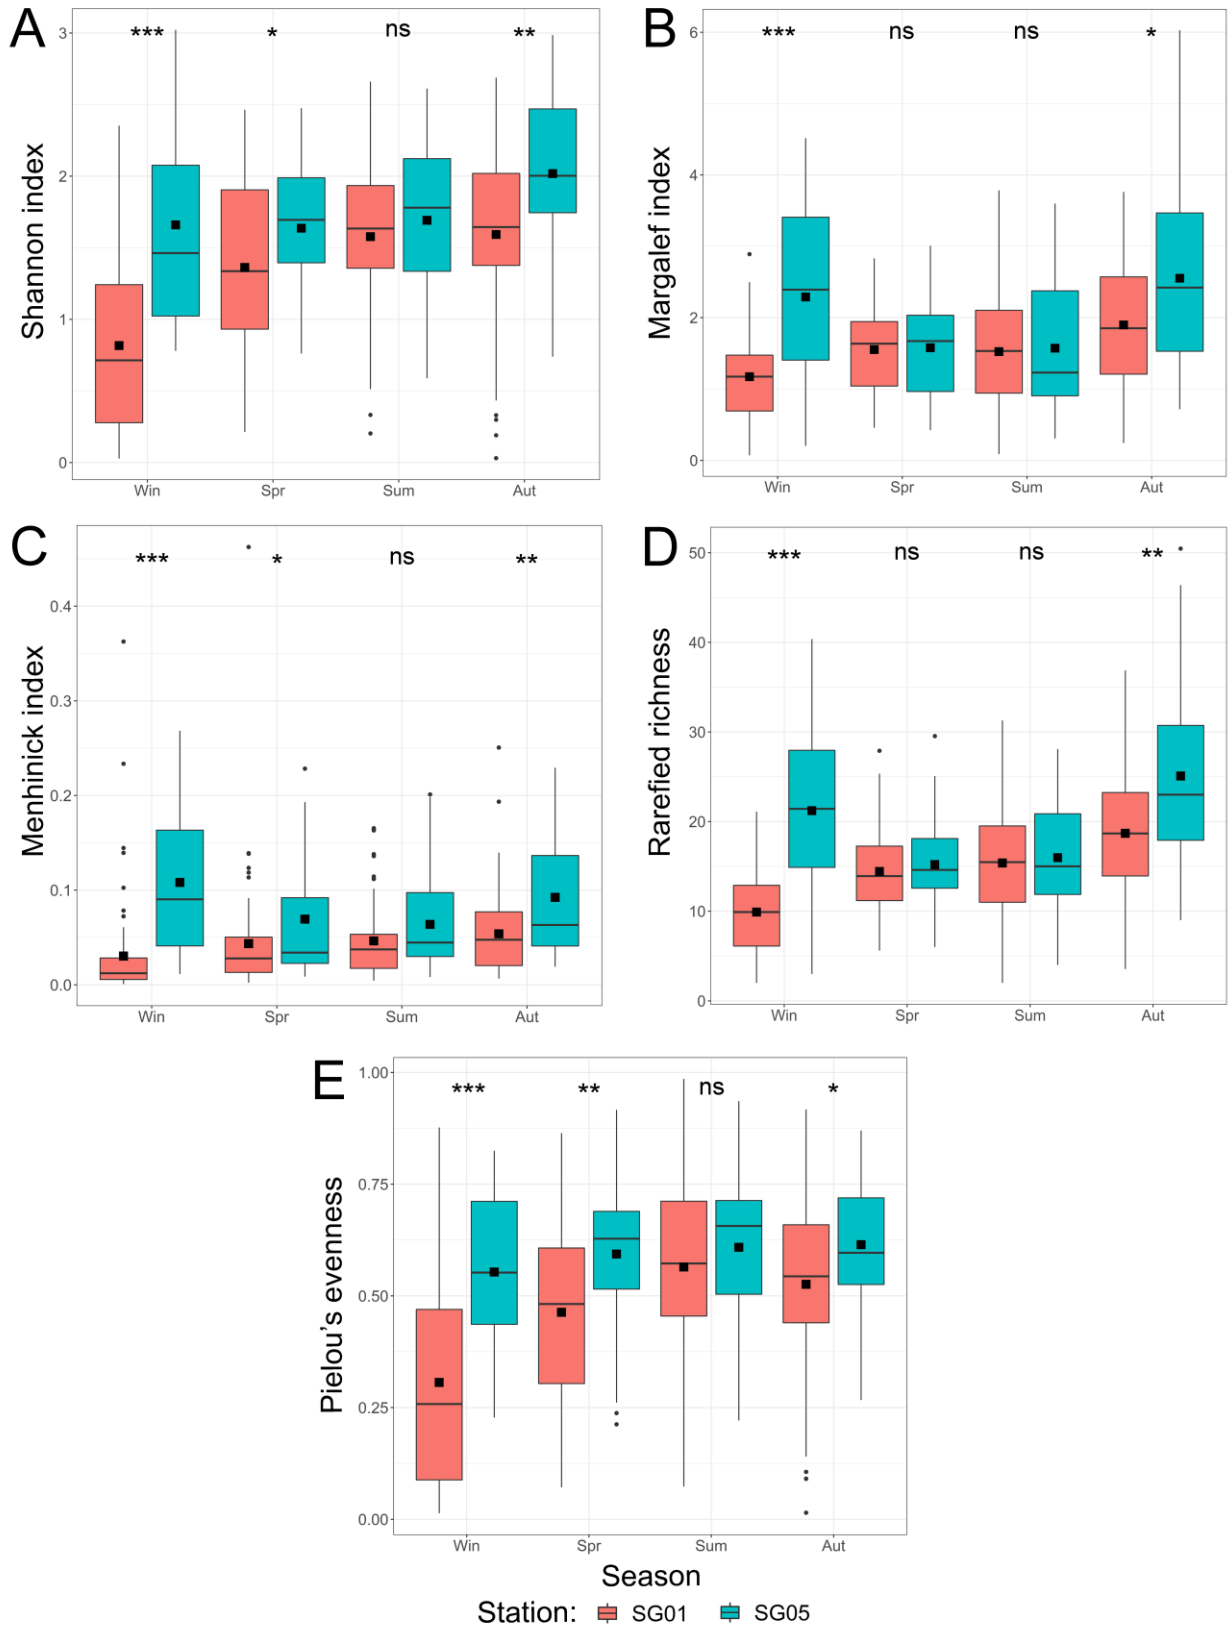 A
Shannon index
3
2
1
0
*** * ns **
Win Spr Sum Aut
B
Margalef index
6
4
2
0
*** ns ns *
Win Spr Sum Aut
C
Menhinick index
0.4
0.3
0.2
0.1
0.0
*** * ns **
Win Spr Sum Aut
D
Rarefied richness
50
40
30
20
10
0
*** ns ns **
Win Spr Sum Aut
E
Pielou's evenness
1.00
0.75
0.50
0.25
0.00
*** ** ns *
Win Spr Sum Aut
Season
Station: SG01 SG05